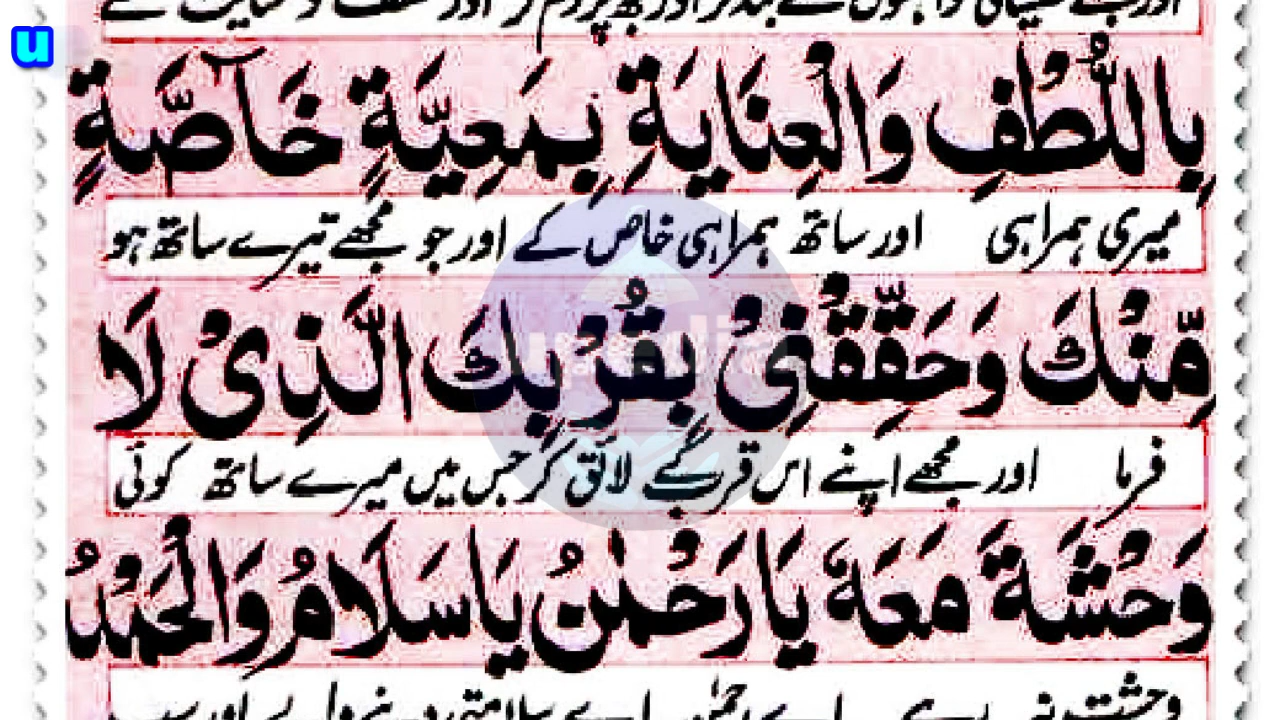 u
بِاللُّطْفِ وَالْعِنَايَةِ بِمَعِيَّةٍ خَآصَّةٍ
میری ہمراہی اور ساتھ ہمراہی خاص کے اور جو مجھے تیرے ساتھ ہو
مِّنْكَ وَحَقِّقْنِيْ بِقُرْبِكَ الَّذِيْ لَا
فرما اور مجھے اپنے اس قرب کے لائق کر جس میں میرے ساتھ کوئی
وَحْشَةَ مَعَهٗ يَا رَحْمٰنُ يَا سَلَامُ وَالْحَمْدُ